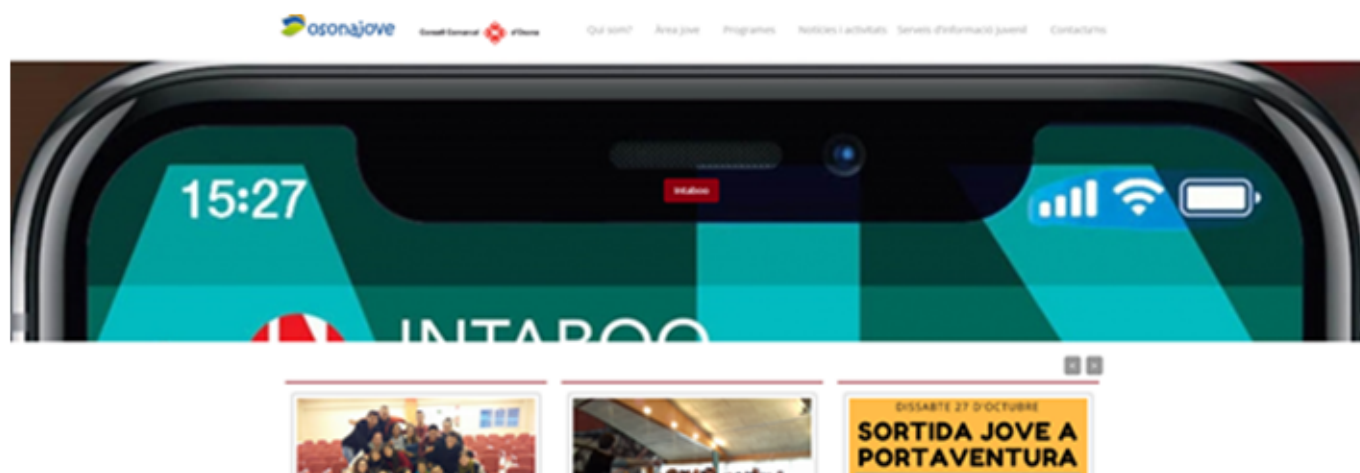 osonajove
Consell Comarcal d'Osona
Qui som? Àrea jove Programes Notícies i activitats Serveis d'informació juvenil Contacta'ns
15:27
Intaboo
INTABOO
DISSABTE 27 D'OCTUBRE
SORTIDA JOVE A
PORTAVENTURA